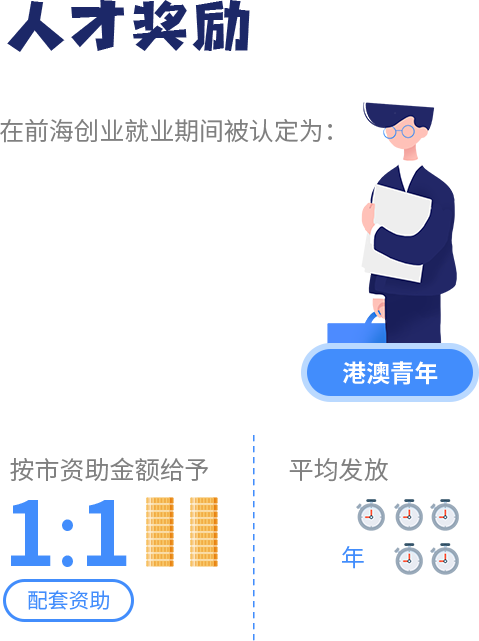 人才奖励
在前海创业就业期间被认定为：
港澳青年
按市资助金额给予
1:1
配套资助
平均发放
年